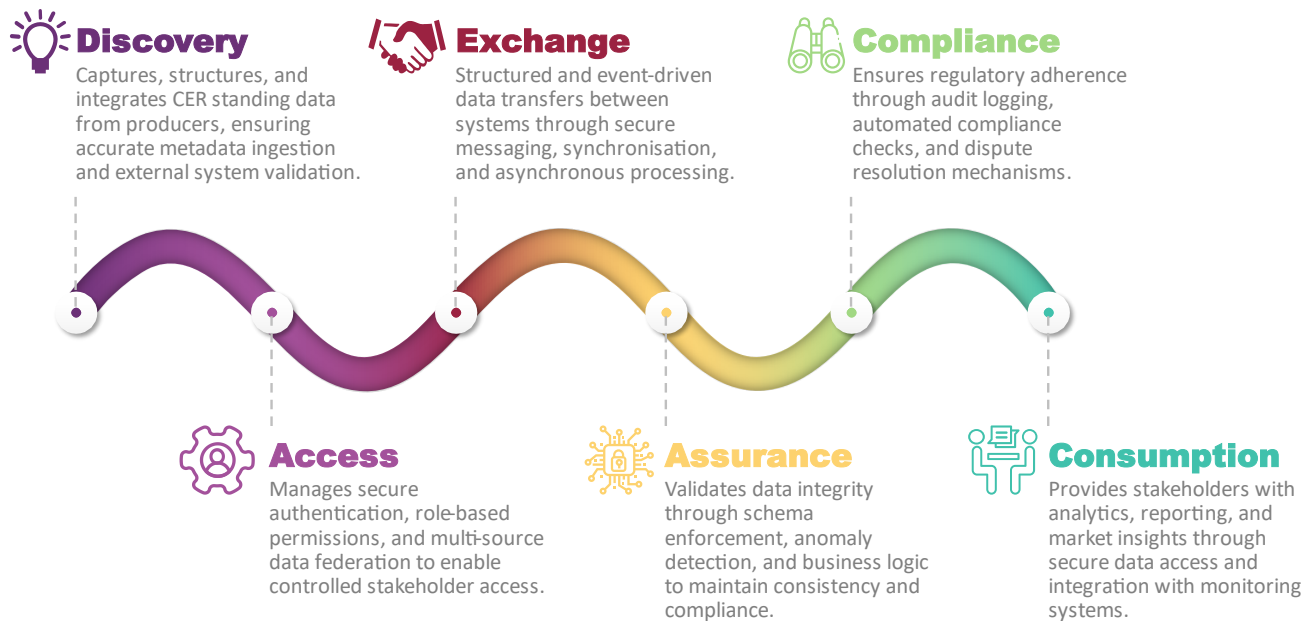 Discovery
Captures, structures, and
integrates CER standing data
from producers, ensuring
accurate metadata ingestion
and external system validation.
Exchange
Structured and event-driven
data transfers between
systems through secure
messaging, synchronisation,
and asynchronous processing.
Compliance
Ensures regulatory adherence
through audit logging,
automated compliance
checks, and dispute
resolution mechanisms.
Access
Manages secure
authentication, role-based
permissions, and multi-source
data federation to enable
controlled stakeholder access.
Assurance
Validates data integrity
through schema
enforcement, anomaly
detection, and business logic
to maintain consistency and
compliance.
Consumption
Provides stakeholders with
analytics, reporting, and
market insights through
secure data access and
integration with monitoring
systems.